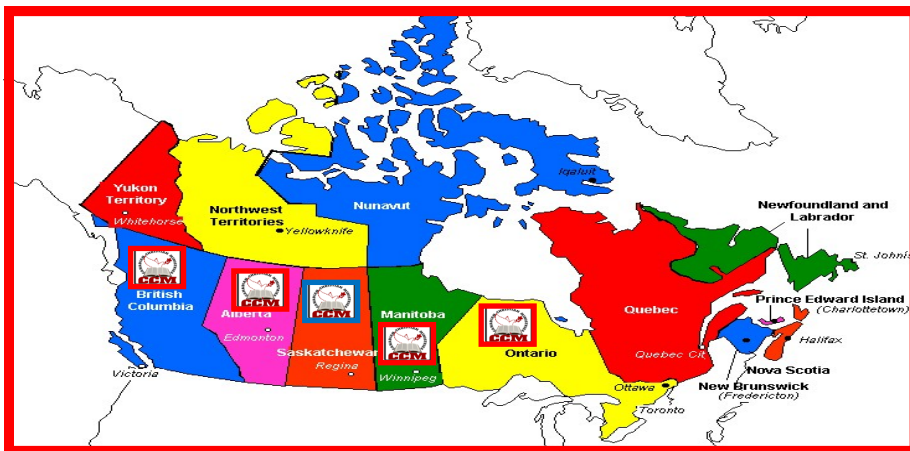 Iqaluit
Yukon
Territory
Nunavut
Newfoundland and
Labrador
Northwest
Territories
Whitehorse
Yellowknife
St. Johnis
CCM
British
Columbia
CCM
Alberta
CCM
Manitoba
CCM
Quebec
Prince Edward Island
(Charlottetown)
Edmonton
CCM
Ontario
Halifax
Saskatchewan
Regina
Quebec Cit
Nova Scotia
Victoria
Winnipeg
Ottawa
New Brunswick
(Fredericton)
Toronto